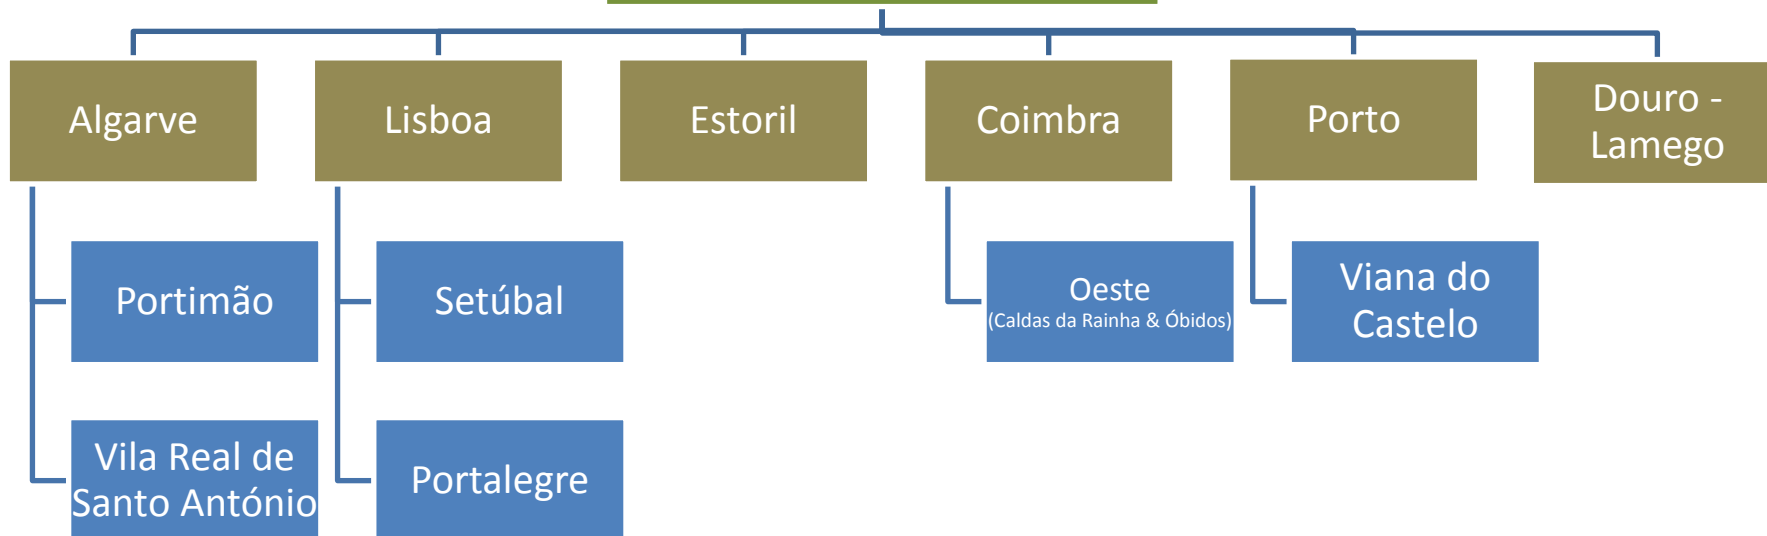 Algarve
Lisboa
Estoril
Coimbra
Porto
Douro -
Lamego
Portimão
Setúbal
Oeste
(Caldas da Rainha & Óbidos)
Viana do
Castelo
Vila Real de
Santo António
Portalegre